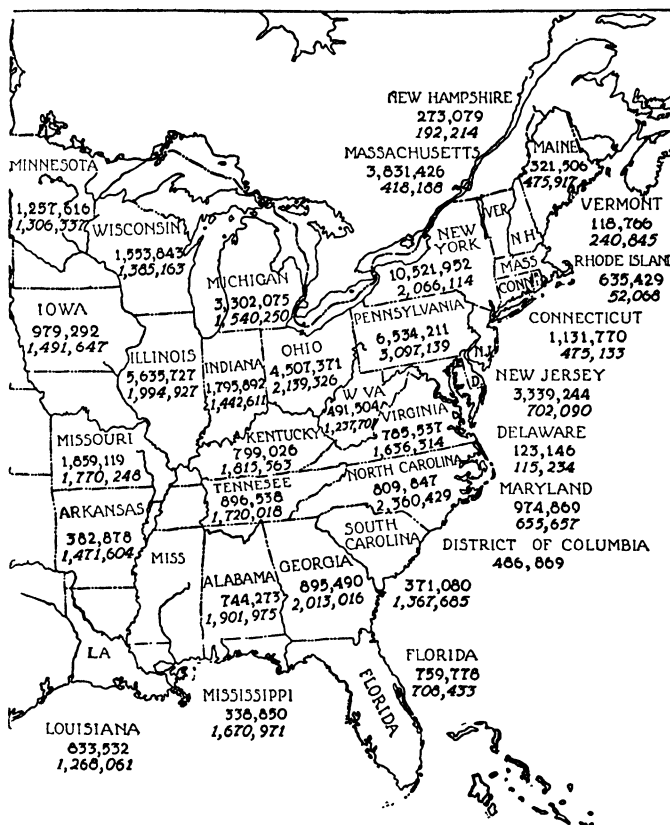 NEW HAMPSHIRE
273,079
192,214
MASSACHUSETTS
3,831,426
418,188
MAINE
321,506
475,917
MINNESOTA
1,257,616
1,306,337
WISCONSIN
1,553,843
1,385,163
VERMONT
118,766
240,845
VER
N H
NEW
YORK
10,521,952
2,066,114
MASS
CONN
RHODE ISLAND
635,429
52,068
MICHIGAN
3,302,075
1,540,250
IOWA
979,292
1,491,647
PENNSYLVANIA
6,534,211
3,097,139
CONNECTICUT
1,131,770
475,133
ILLINOIS
5,635,727
1,994,927
INDIANA
1,795,892
1,442,611
OHIO
4,507,371
2,139,326
N.J.
D.
NEW JERSEY
3,339,244
702,090
W VA
491,504
1,237,701
VIRGINIA
785,537
1,636,314
DELAWARE
123,146
115,234
MISSOURI
1,859,119
1,770,248
KENTUCKY
799,026
1,815,563
TENNESEE
896,538
1,720,018
NORTH CAROLINA
809,847
2,360,429
MARYLAND
974,869
655,657
ARKANSAS
382,878
1,471,604
MISS
SOUTH
CAROLINA
DISTRICT OF COLUMBIA
486,869
ALABAMA
744,273
1,901,975
GEORGIA
895,490
2,013,016
371,080
1,367,685
LA
FLORIDA
759,778
708,433
FLORIDA
MISSISSIPPI
338,850
1,670,971
LOUISIANA
833,532
1,268,061